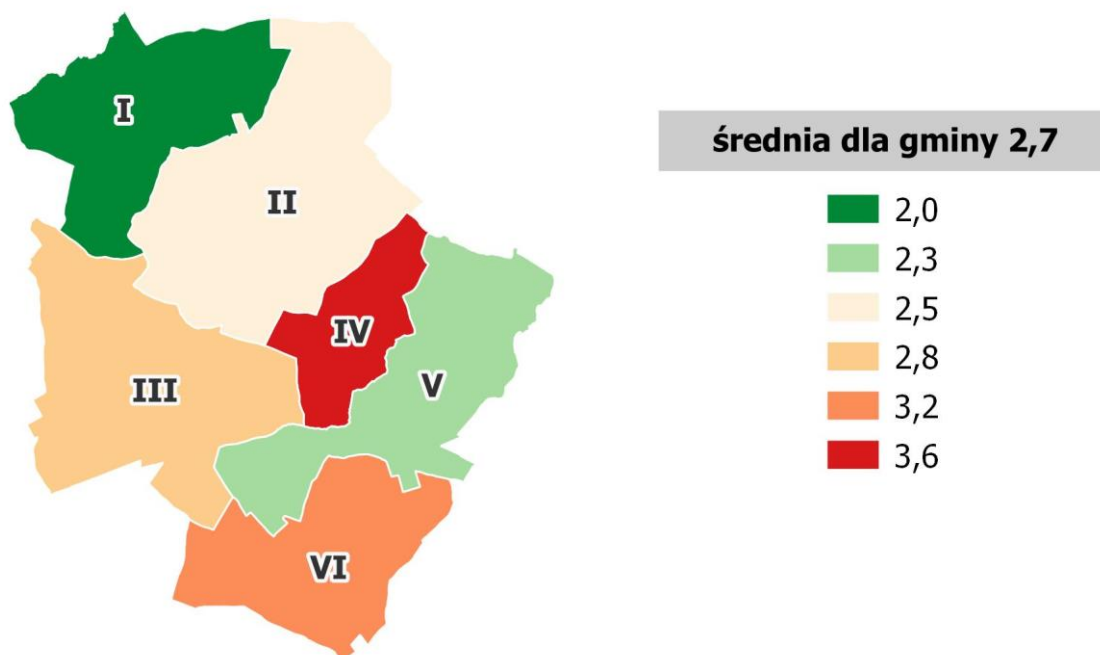 I
II
III
IV
V
VI
średnia dla gminy 2,7
2,0
2,3
2,5
2,8
3,2
3,6